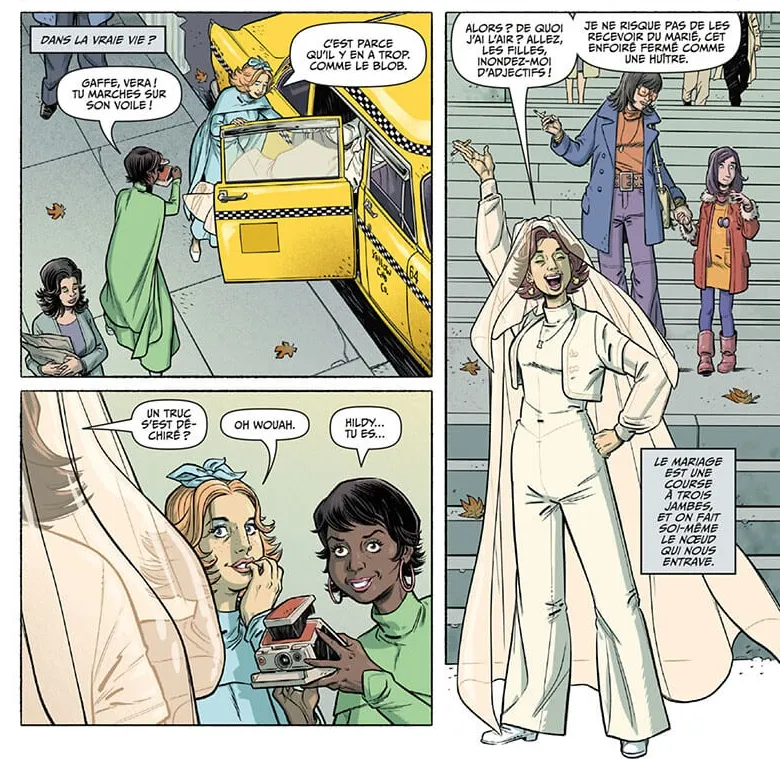 DANS LA VRAIE VIE ?
C'EST PARCE
QU'IL Y EN A TROP.
COMME LE BLOB.
GAFFE, VERA !
TU MARCHES SUR
SON VOILE !
YELLOW
CAB
CO.
UN TRUC
S'EST DÉ-
CHIRÉ ?
OH WOUAH.
HILDY...
TU ES...
ALORS ? DE QUOI
J'AI L'AIR ? ALLEZ,
LES FILLES,
INONDEZ-MOI
D'ADJECTIFS !
JE NE RISQUE PAS DE LES
RECEVOIR DU MARIÉ, CET
ENFOIRÉ FERMÉ COMME
UNE HUÎTRE.
LE MARIAGE
EST UNE
COURSE
À TROIS
JAMBES,
ET ON FAIT
SOI-MÊME
LE NŒUD
QUI NOUS
ENTRAVE.